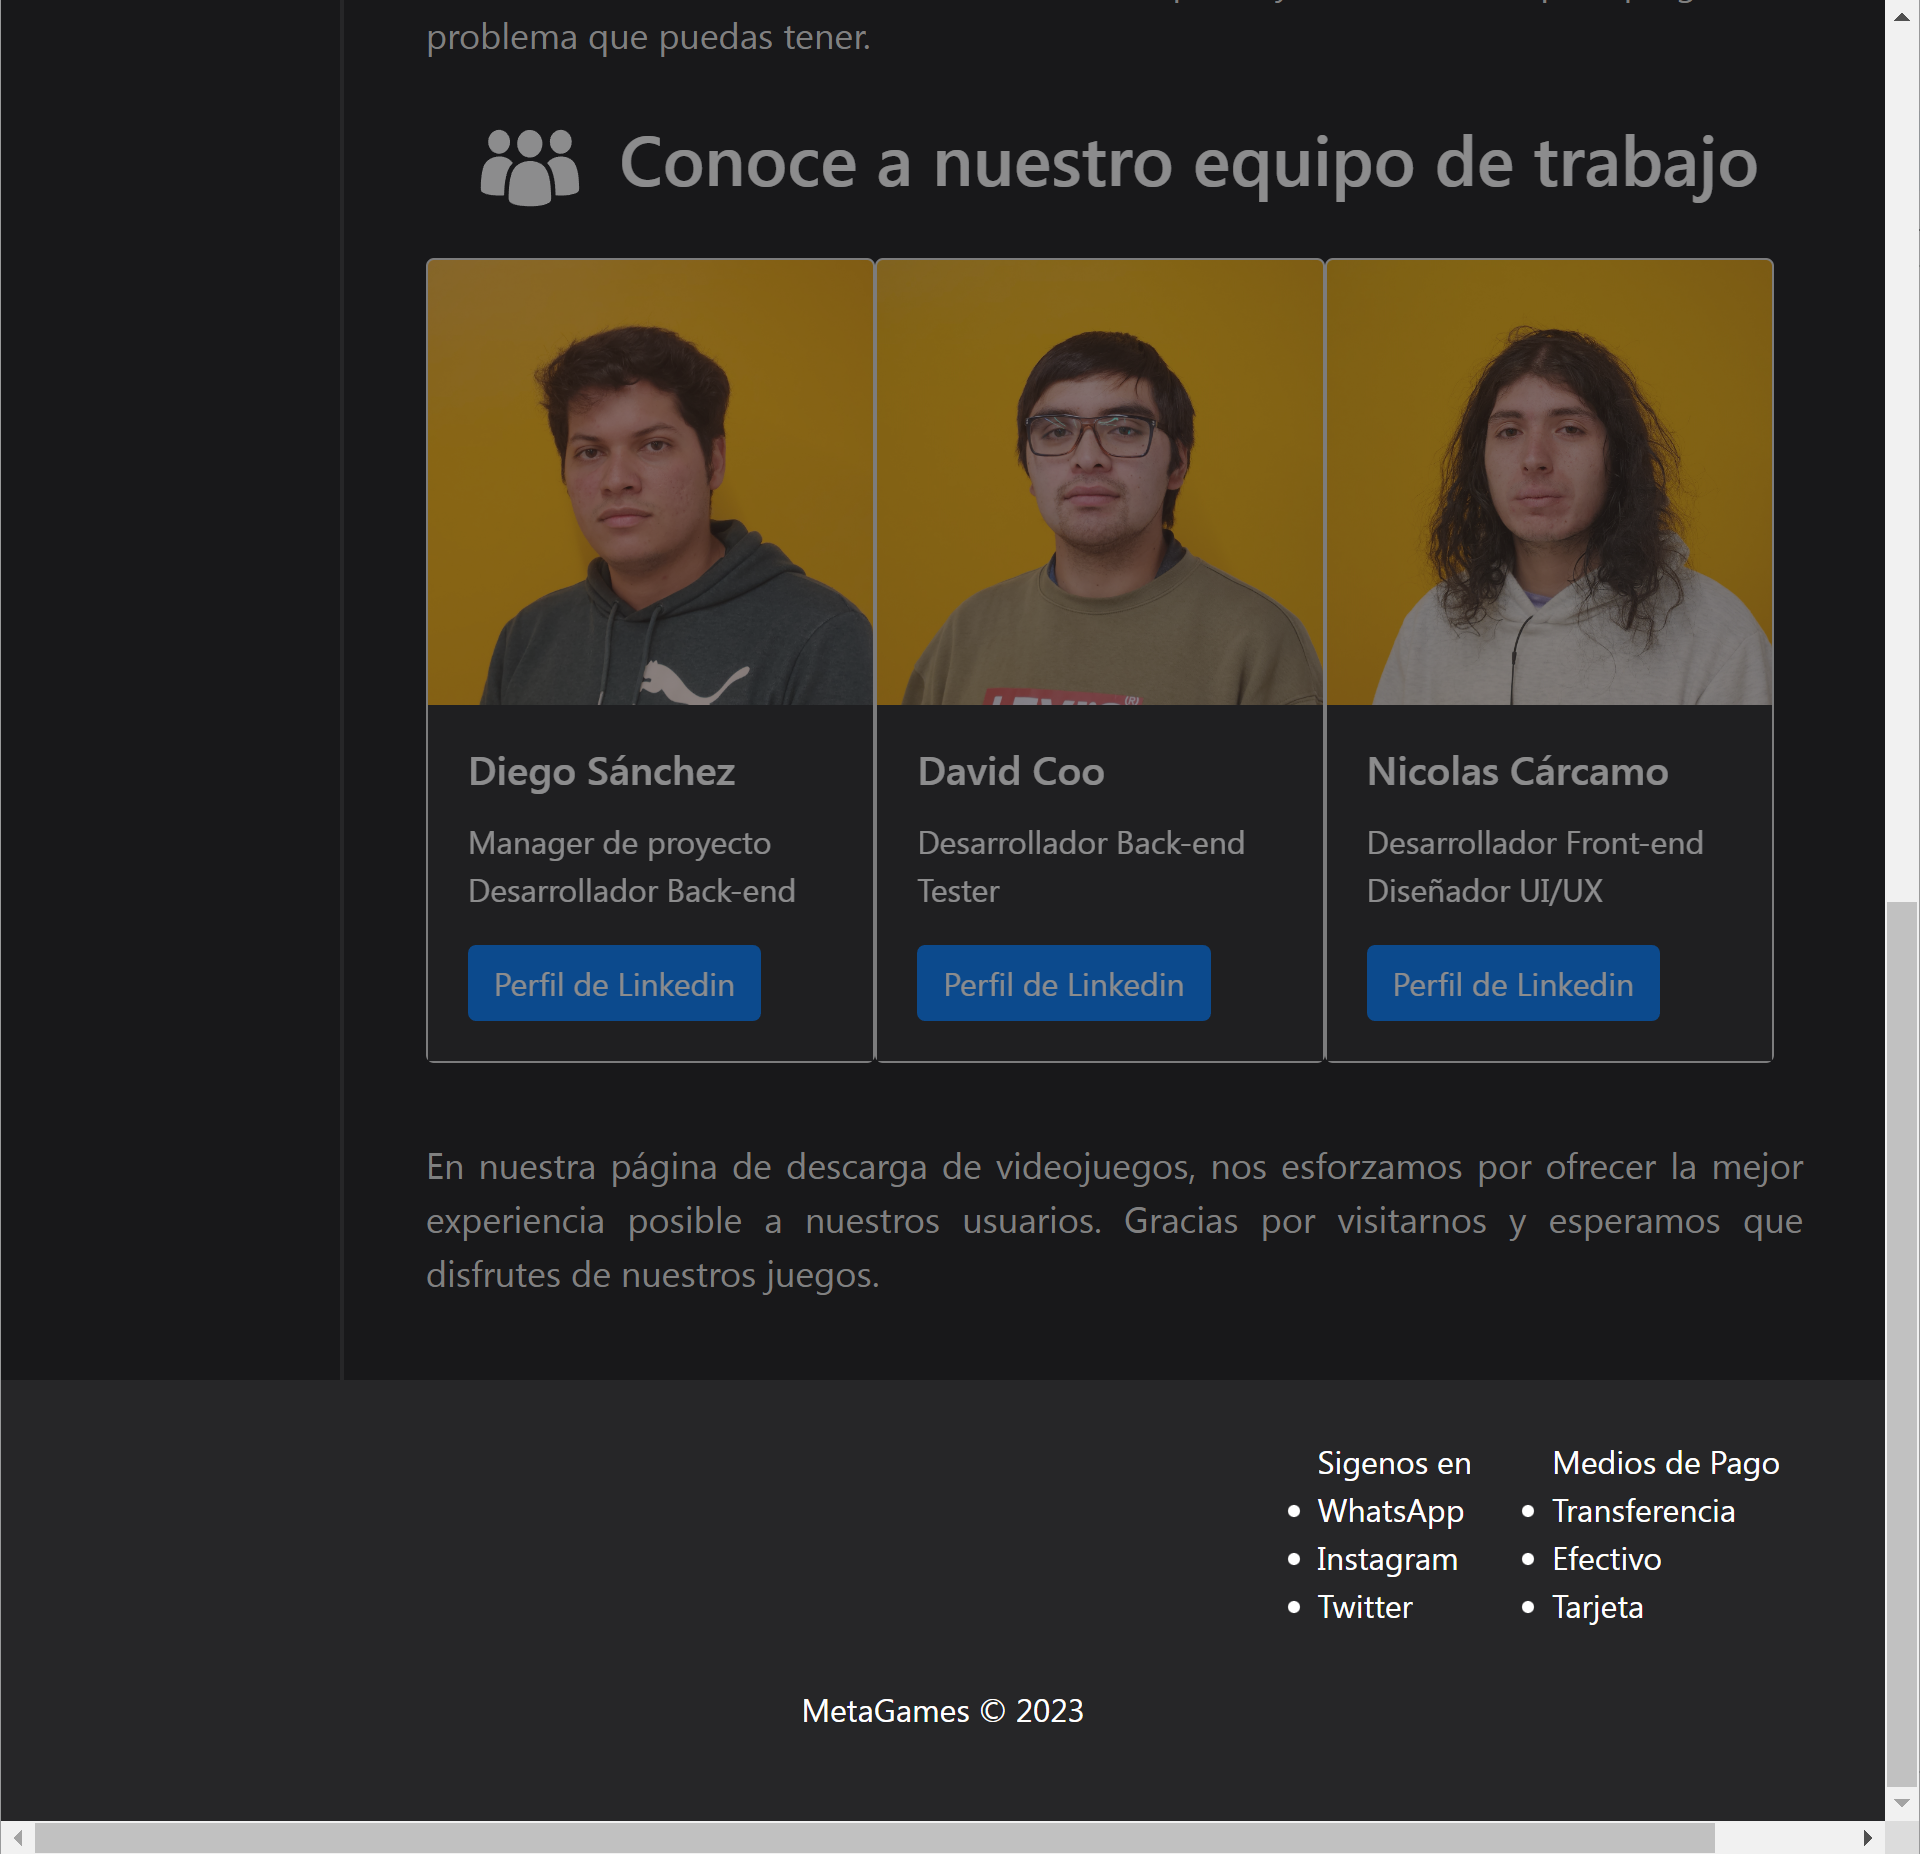 problema que puedas tener.
Conoce a nuestro equipo de trabajo
Diego Sánchez
Manager de proyecto
Desarrollador Back-end
Perfil de Linkedin
David Coo
Desarrollador Back-end
Tester
Perfil de Linkedin
Nicolas Cárcamo
Desarrollador Front-end
Diseñador UI/UX
Perfil de Linkedin
En nuestra página de descarga de videojuegos, nos esforzamos por ofrecer la mejor
experiencia posible a nuestros usuarios. Gracias por visitarnos y esperamos que
disfrutes de nuestros juegos.
Sigenos en
WhatsApp
Instagram
Twitter
Medios de Pago
Transferencia
Efectivo
Tarjeta
MetaGames © 2023